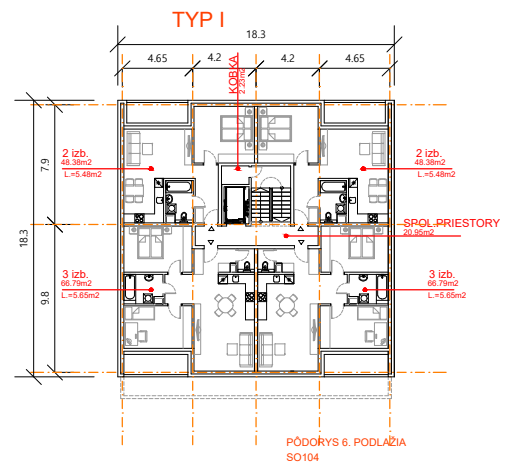 TYP I
18.3
4.65
4.2
4.2
4.65
KOBKA
2.23m2
2 izb.
48.38m2
L.=5.48m2
2 izb.
48.38m2
L.=5.48m2
7.9
18.3
SPOL.PRIESTORY
20.95m2
3 izb.
66.79m2
L.=5.65m2
3 izb.
66.79m2
L.=5.65m2
9.8
PÔDORYS 6. PODLAŽIA
SO104